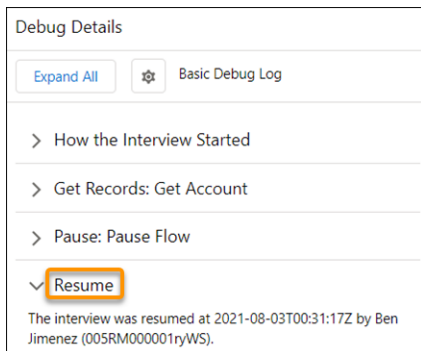 Debug Details
Expand All
Basic Debug Log
How the Interview Started
Get Records: Get Account
Pause: Pause Flow
Resume
The interview was resumed at 2021-08-03T00:31:17Z by Ben
Jimenez (005RM000001ryWS).